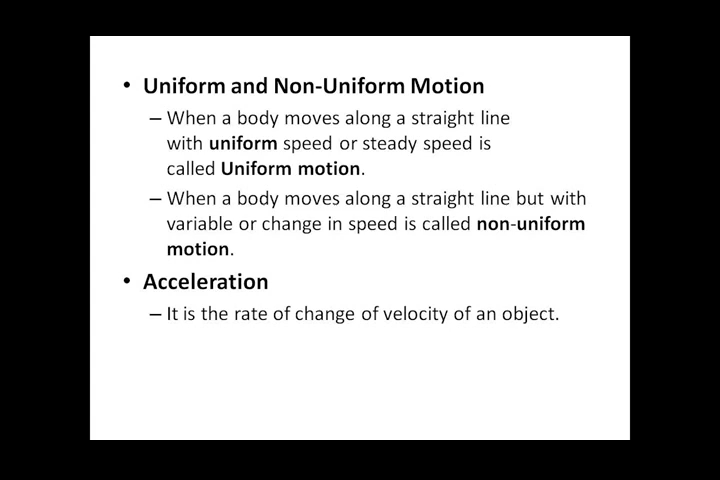 • Uniform and Non-Uniform Motion
– When a body moves along a straight line
with uniform speed or steady speed is
called Uniform motion.
– When a body moves along a straight line but with
variable or change in speed is called non-uniform
motion.
• Acceleration
– It is the rate of change of velocity of an object.